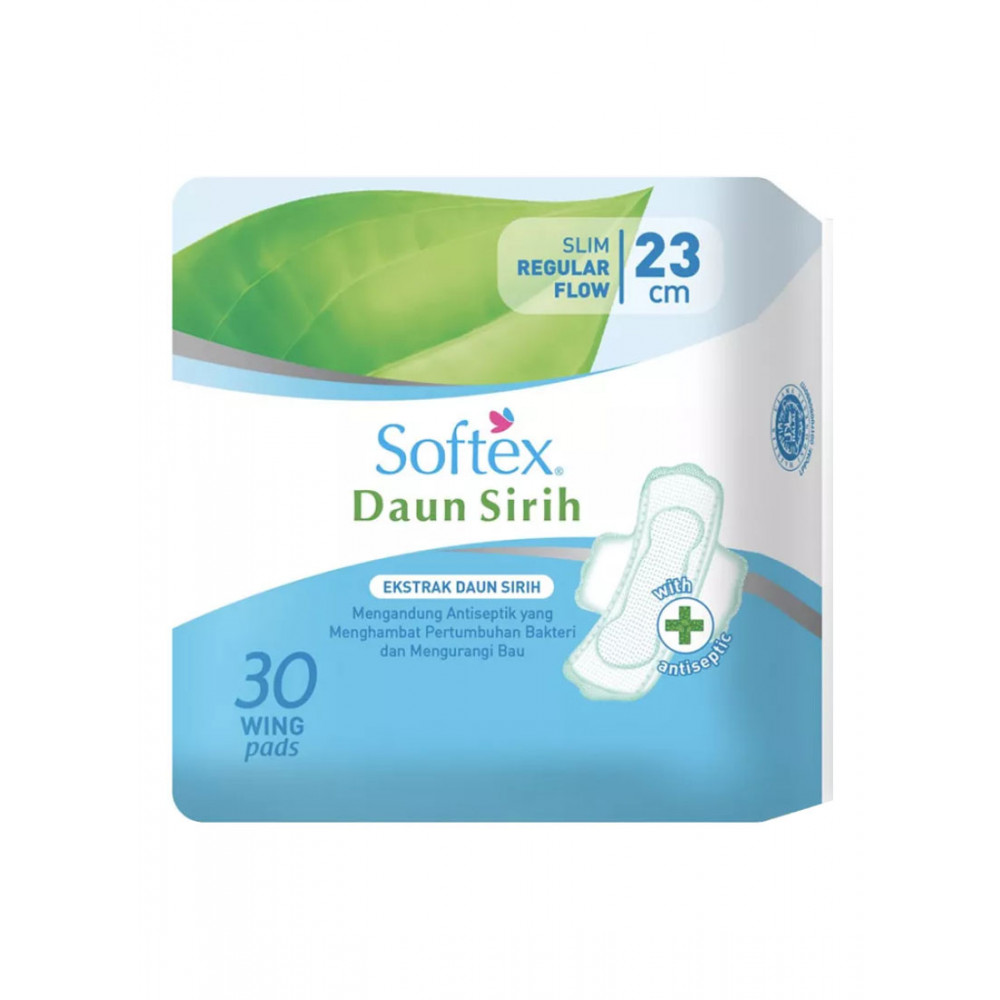 SLIM
REGULAR
FLOW
23
cm
Softex®
Daun Sirih
EKSTRAK DAUN SIRIH
Mengandung Antiseptik yang
Menghambat Pertumbuhan Bakteri
dan Mengurangi Bau
30
WING
pads
with
antiseptic